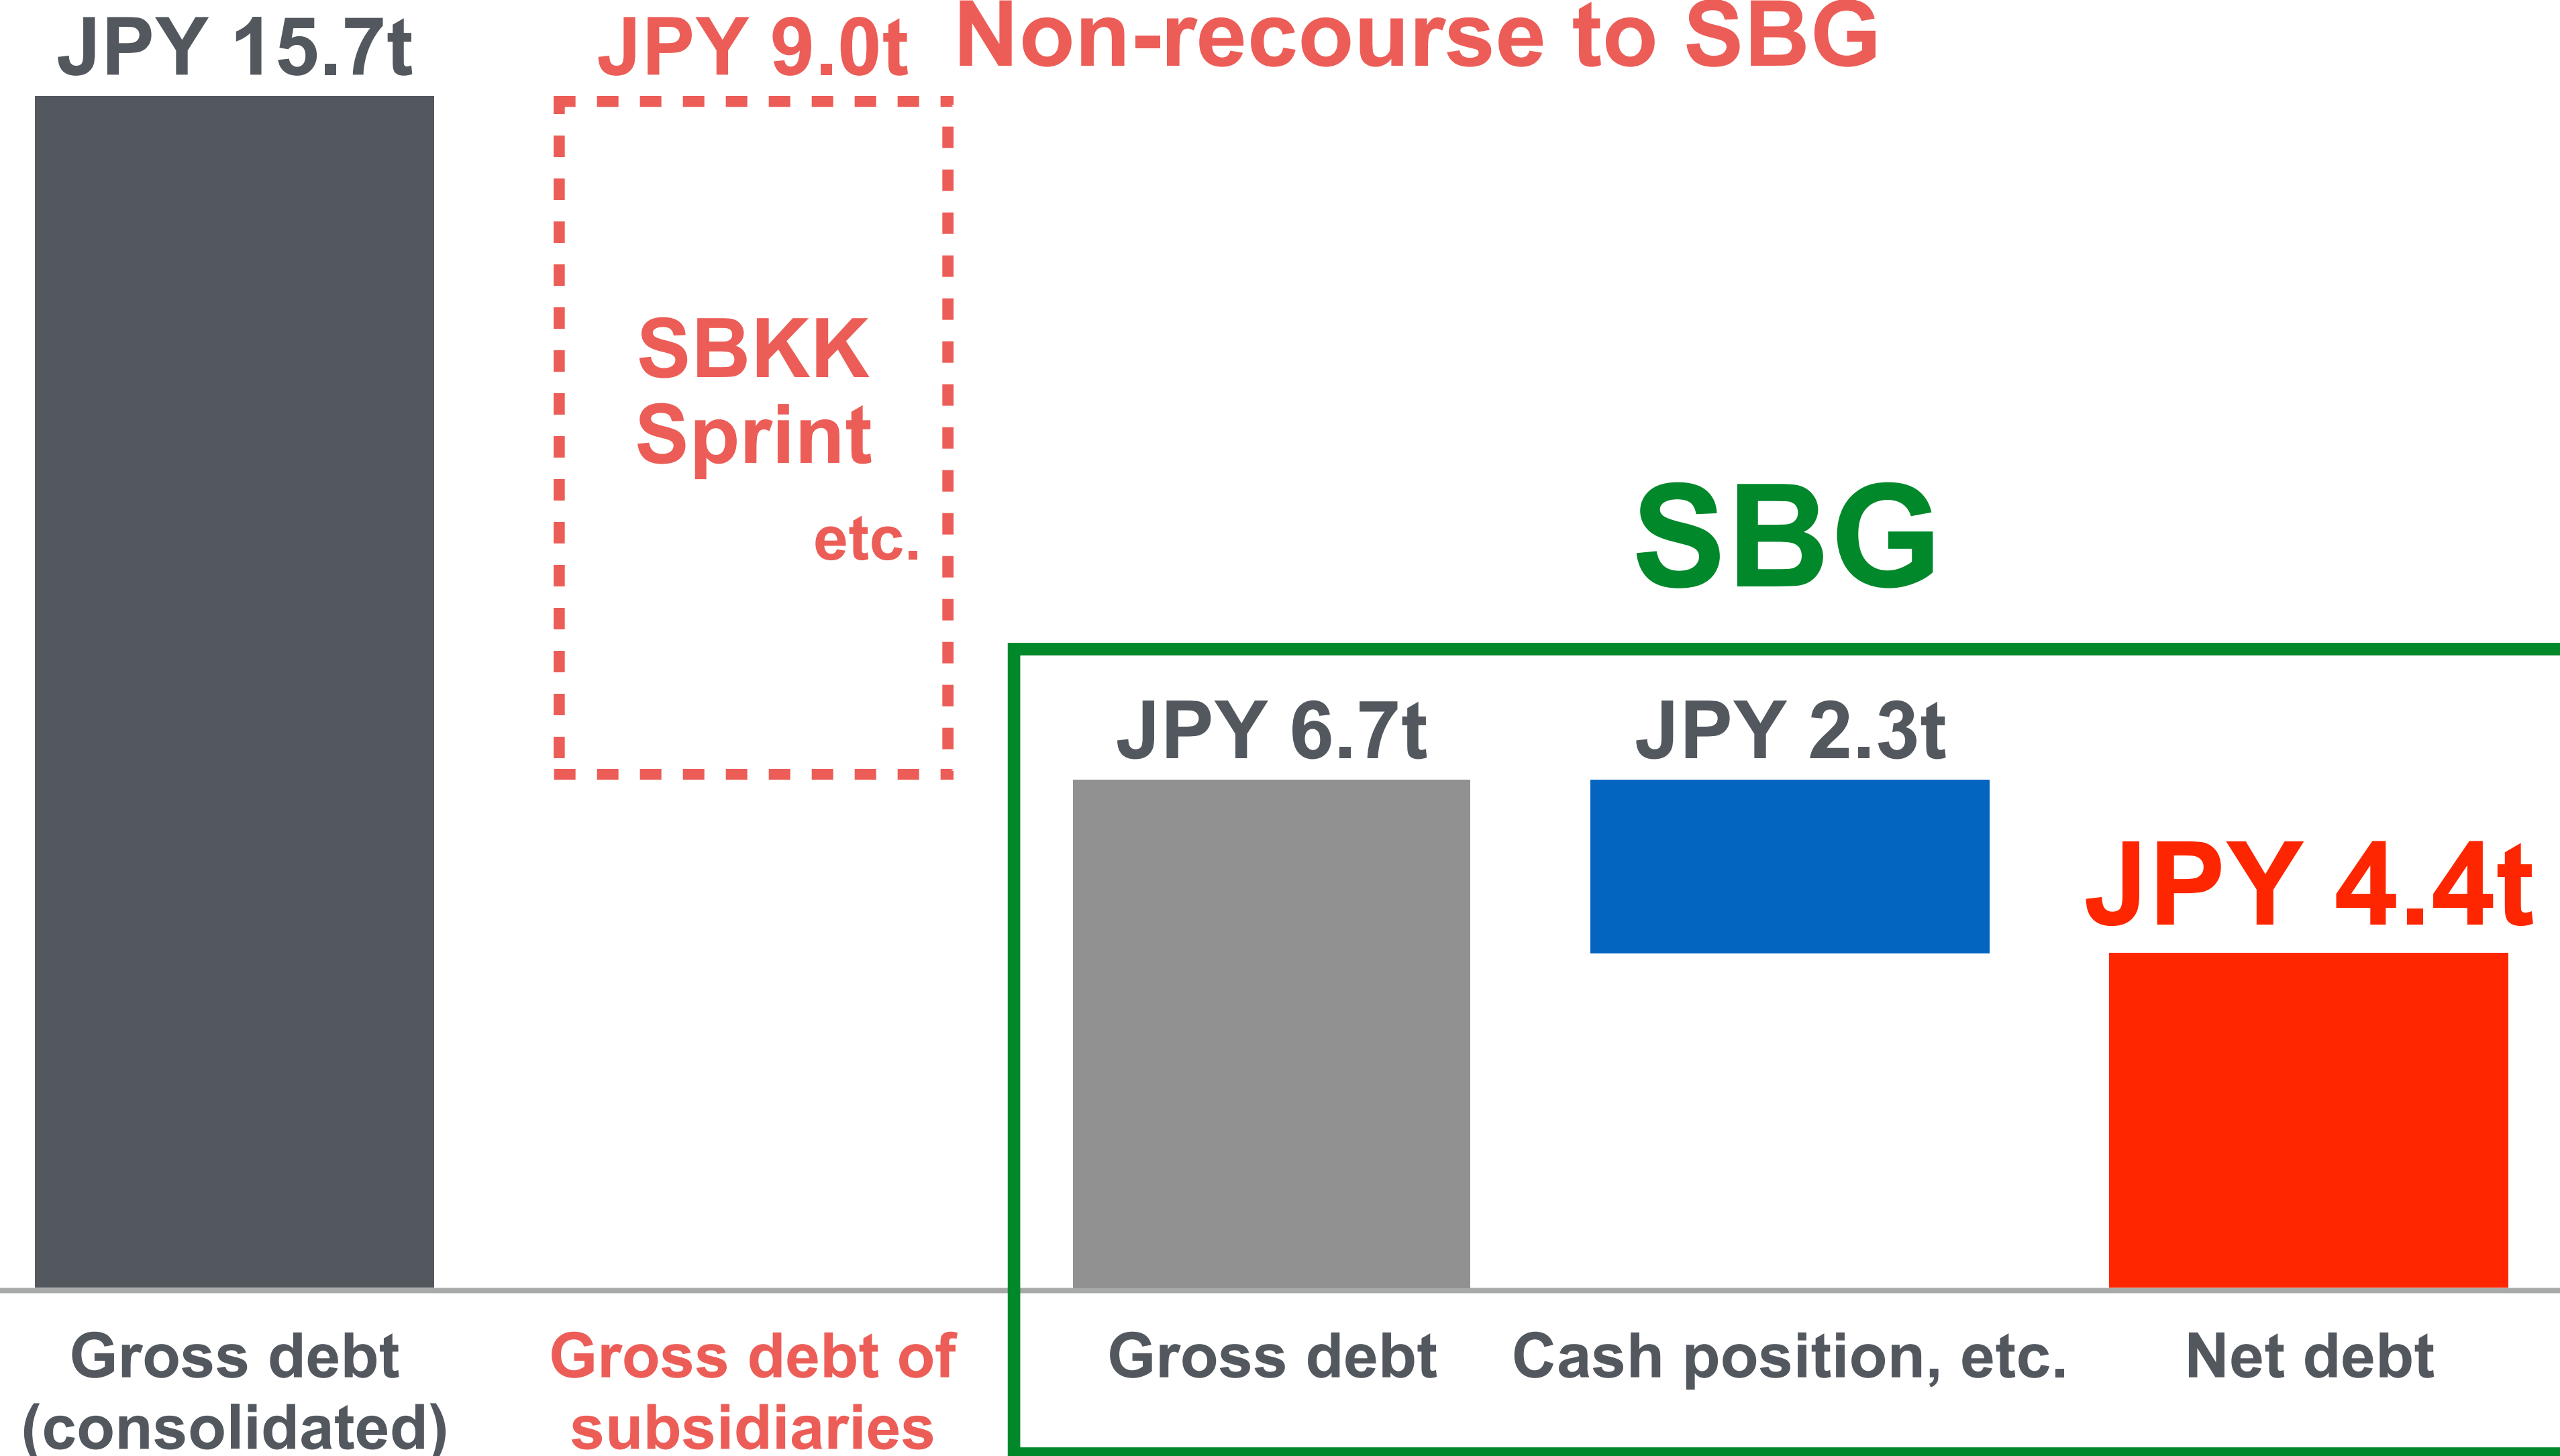 JPY 15.7t
JPY 9.0t
Non-recourse to SBG
SBKK
Sprint
etc.
SBG
JPY 6.7t
JPY 2.3t
JPY 4.4t
Gross debt
(consolidated)
Gross debt of
subsidiaries
Gross debt
Cash position, etc.
Net debt